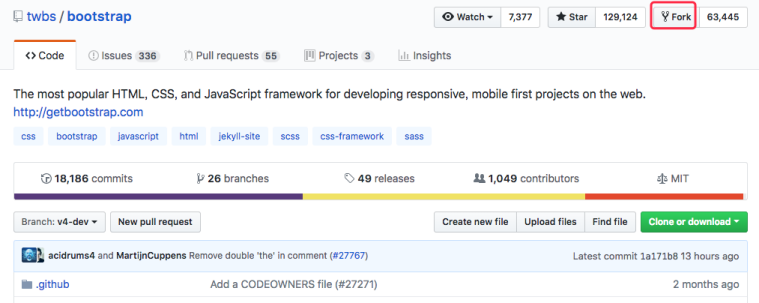 twbs / bootstrap Watch 7,377 Star 129,124 Fork 63,445
Code Issues 336 Pull requests 55 Projects 3 Insights
The most popular HTML, CSS, and JavaScript framework for developing responsive, mobile first projects on the web.
http://getbootstrap.com
css bootstrap javascript html jekyll-site scss css-framework sass
18,186 commits 26 branches 49 releases 1,049 contributors MIT
Branch: v4-dev New pull request Create new file Upload files Find file Clone or download
acidrums4 and MartijnCuppens Remove double 'the' in comment (#27767) Latest commit 1a171b8 13 hours ago
.github Add a CODEOWNERS file (#27271) 2 months ago